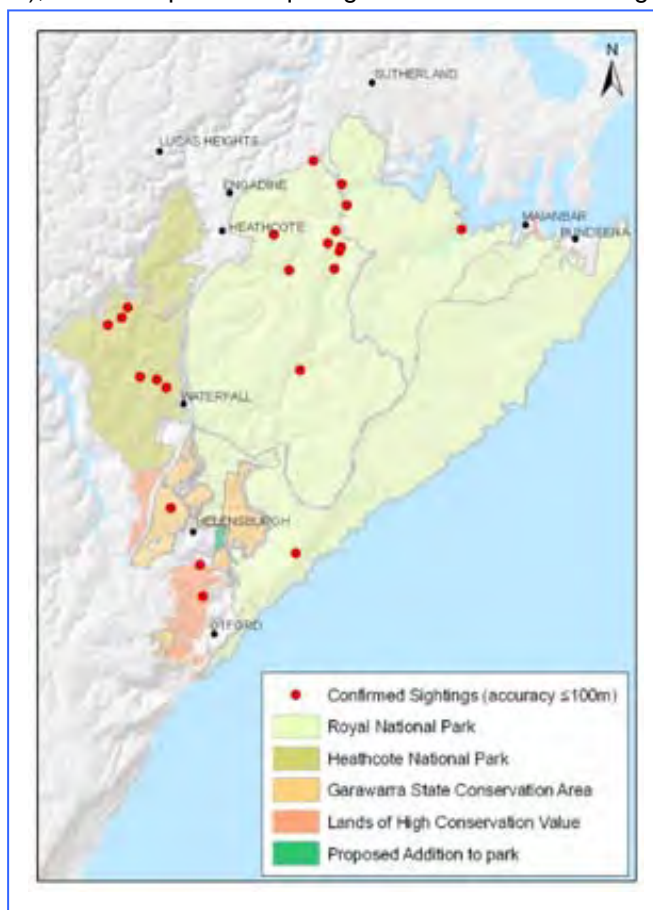 N
SUTHERLAND
LUCAS HEIGHTS
ENGADINE
HEATHCOTE
MAIANBAR
BUNDEENA
WATERFALL
HELENSBURGH
OTFORD
Confirmed Sightings (accuracy ≤100m)
Royal National Park
Heathcote National Park
Garawarra State Conservation Area
Lands of High Conservation Value
Proposed Addition to park